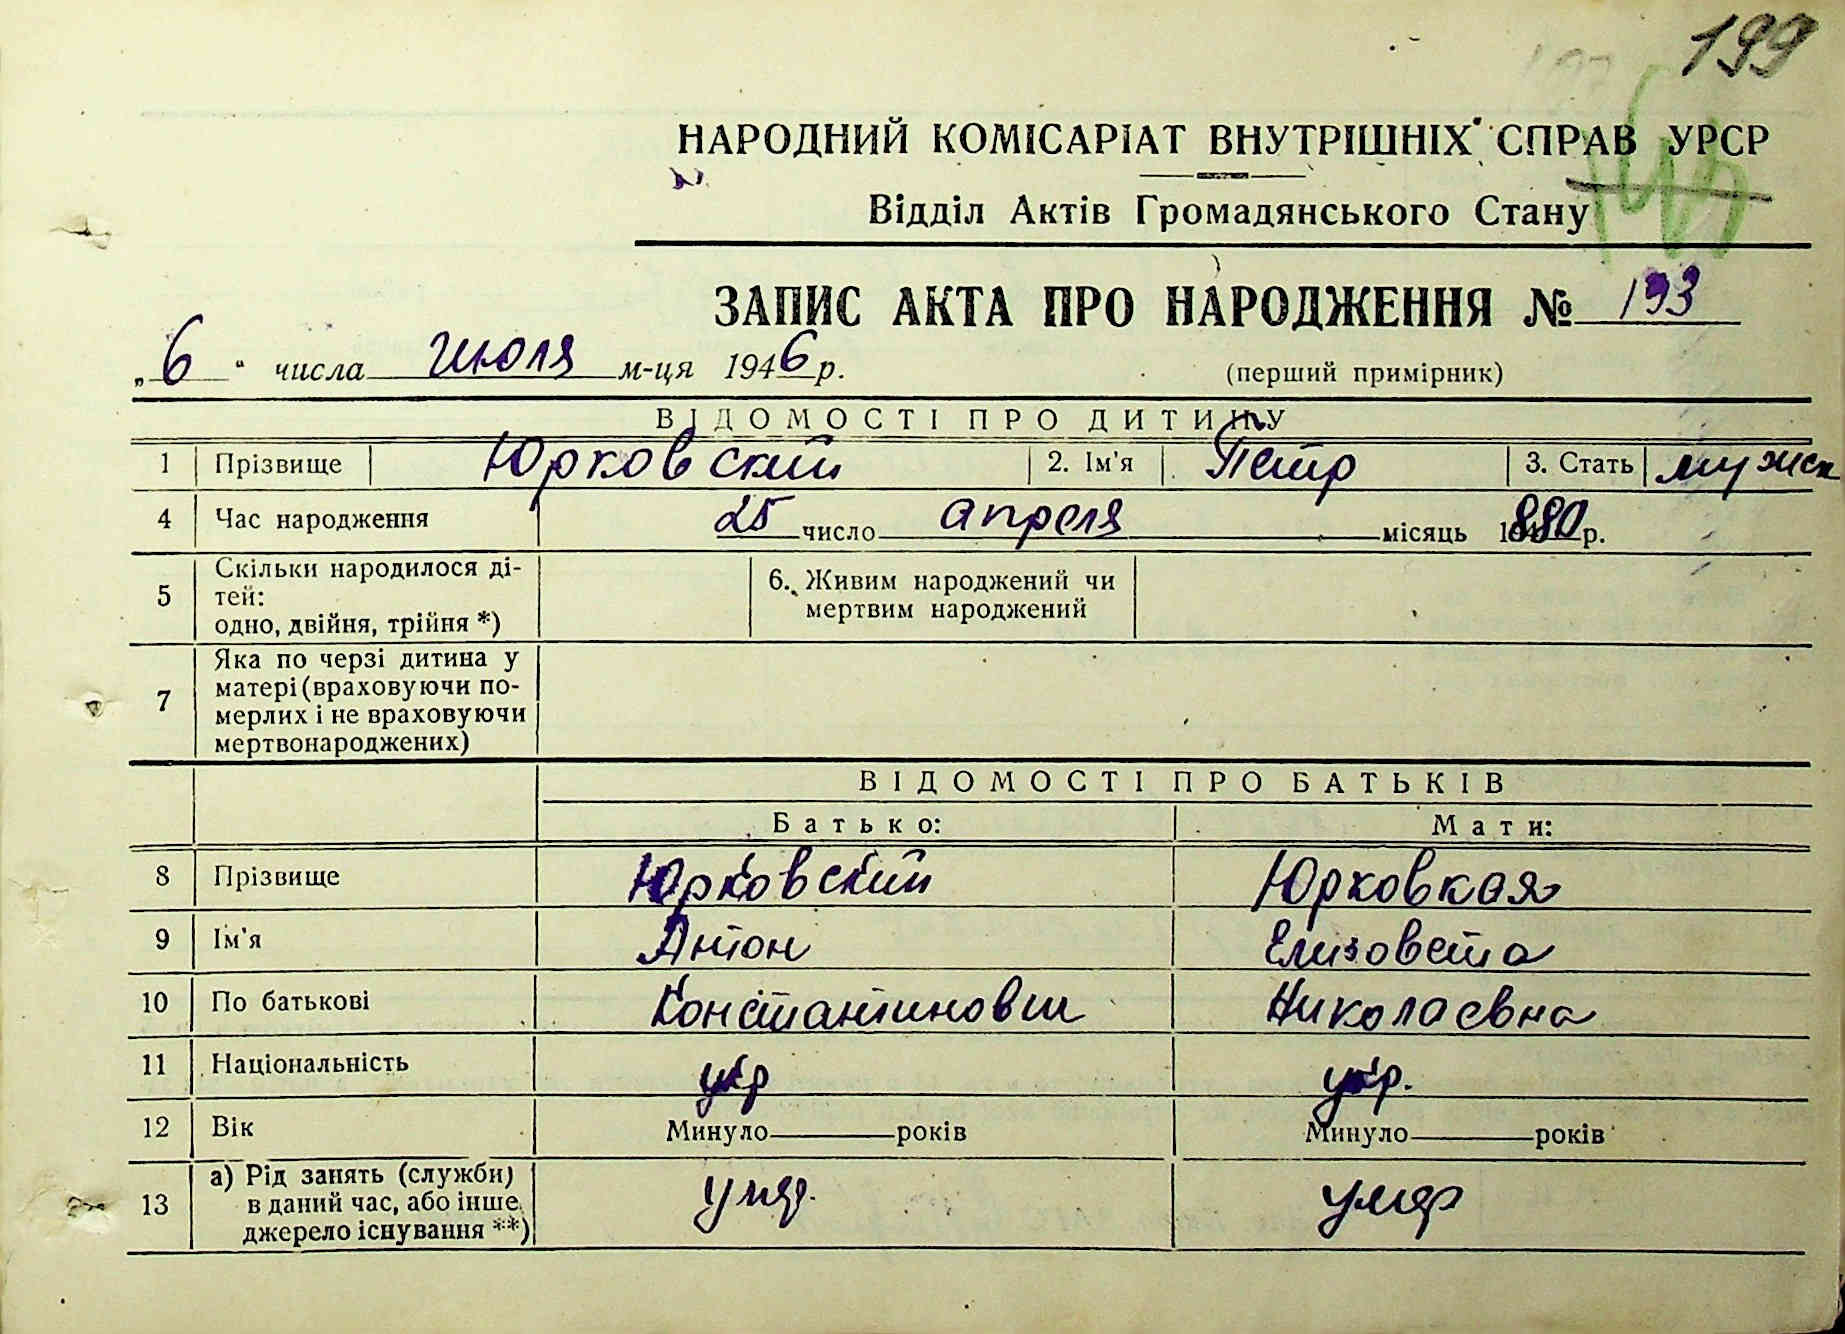 199
НАРОДНИЙ КОМІСАРІАТ ВНУТРІШНІХ СПРАВ УРСР
Відділ Актів Громадянського Стану
ЗАПИС АКТА ПРО НАРОДЖЕННЯ № 193
„6" числа июля м-ця 1946 р. (перший примірник)
ВІДОМОСТІ ПРО ДИТИНУ
1 Прізвище Юрковский 2. Ім'я Петр 3. Стать мужск
4 Час народження 25 число апреля місяць 1880 р.
5 Скільки народилося ді-
тей:
одно, двійня, трійня *)
6. Живим народжений чи
мертвим народжений
7 Яка по черзі дитина у
матері (враховуючи по-
мерлих і не враховуючи
мертвонароджених)
ВІДОМОСТІ ПРО БАТЬКІВ
Батько: Мати:
8 Прізвище Юрковский Юрковкая
9 Ім'я Антон Елизовета
10 По батькові Константинович Николаевна
11 Національність укр укр.
12 Вік Минуло років Минуло років
13 а) Рід занять (служби)
в даний час, або інше
джерело існування **)